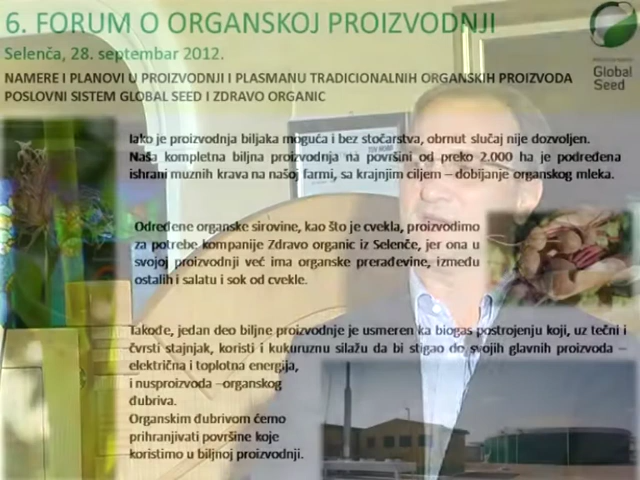 6. FORUM O ORGANSKOJ PROIZVODNJI
Selenča, 28. septembar 2012.
NAMERE I PLANOVI U PROIZVODNJI I PLASMANU TRADICIONALNIH ORGANSKIH PROIZVODA
POSLOVNI SISTEM GLOBAL SEED I ZDRAVO ORGANIC
Global
Seed
Iako je proizvodnja biljaka moguća i bez stočarstva, obrnut slučaj nije dozvoljen.
Naša kompletna biljna proizvodnja na površini od preko 2.000 ha je podređena
ishrani muznih krava na našoj farmi, sa krajnjim ciljem – dobijanje organskog mleka.
Određene organske sirovine, kao što je cvekla, proizvodimo
za potrebe kompanije Zdravo organic iz Selenče, jer ona u
svojoj proizvodnji već ima organske prerađevine, između
ostalih i salatu i sok od cvekle.
Takođe, jedan deo biljne proizvodnje je usmeren ka biogas postrojenju koji, uz tečni i
čvrsti stajnjak, koristi i kukuruznu silažu da bi stigao do svojih glavnih proizvoda –
električna i toplotna energija,
i nusproizvoda –organskog
đubriva.
Organskim đubrivom ćemo
prihranjivati površine koje
koristimo u biljnoj proizvodnji.